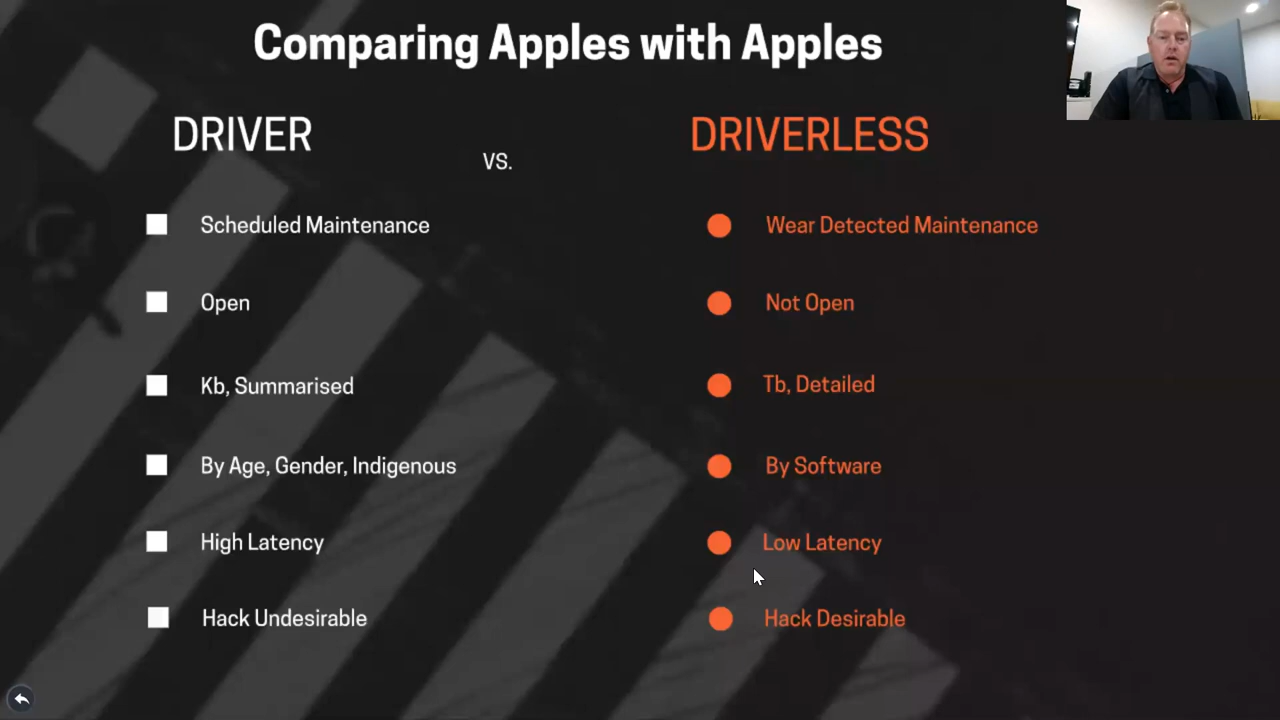 Comparing Apples with Apples
DRIVER
VS.
DRIVERLESS
Scheduled Maintenance
Wear Detected Maintenance
Open
Not Open
Kb, Summarised
Tb, Detailed
By Age, Gender, Indigenous
By Software
High Latency
Low Latency
Hack Undesirable
Hack Desirable